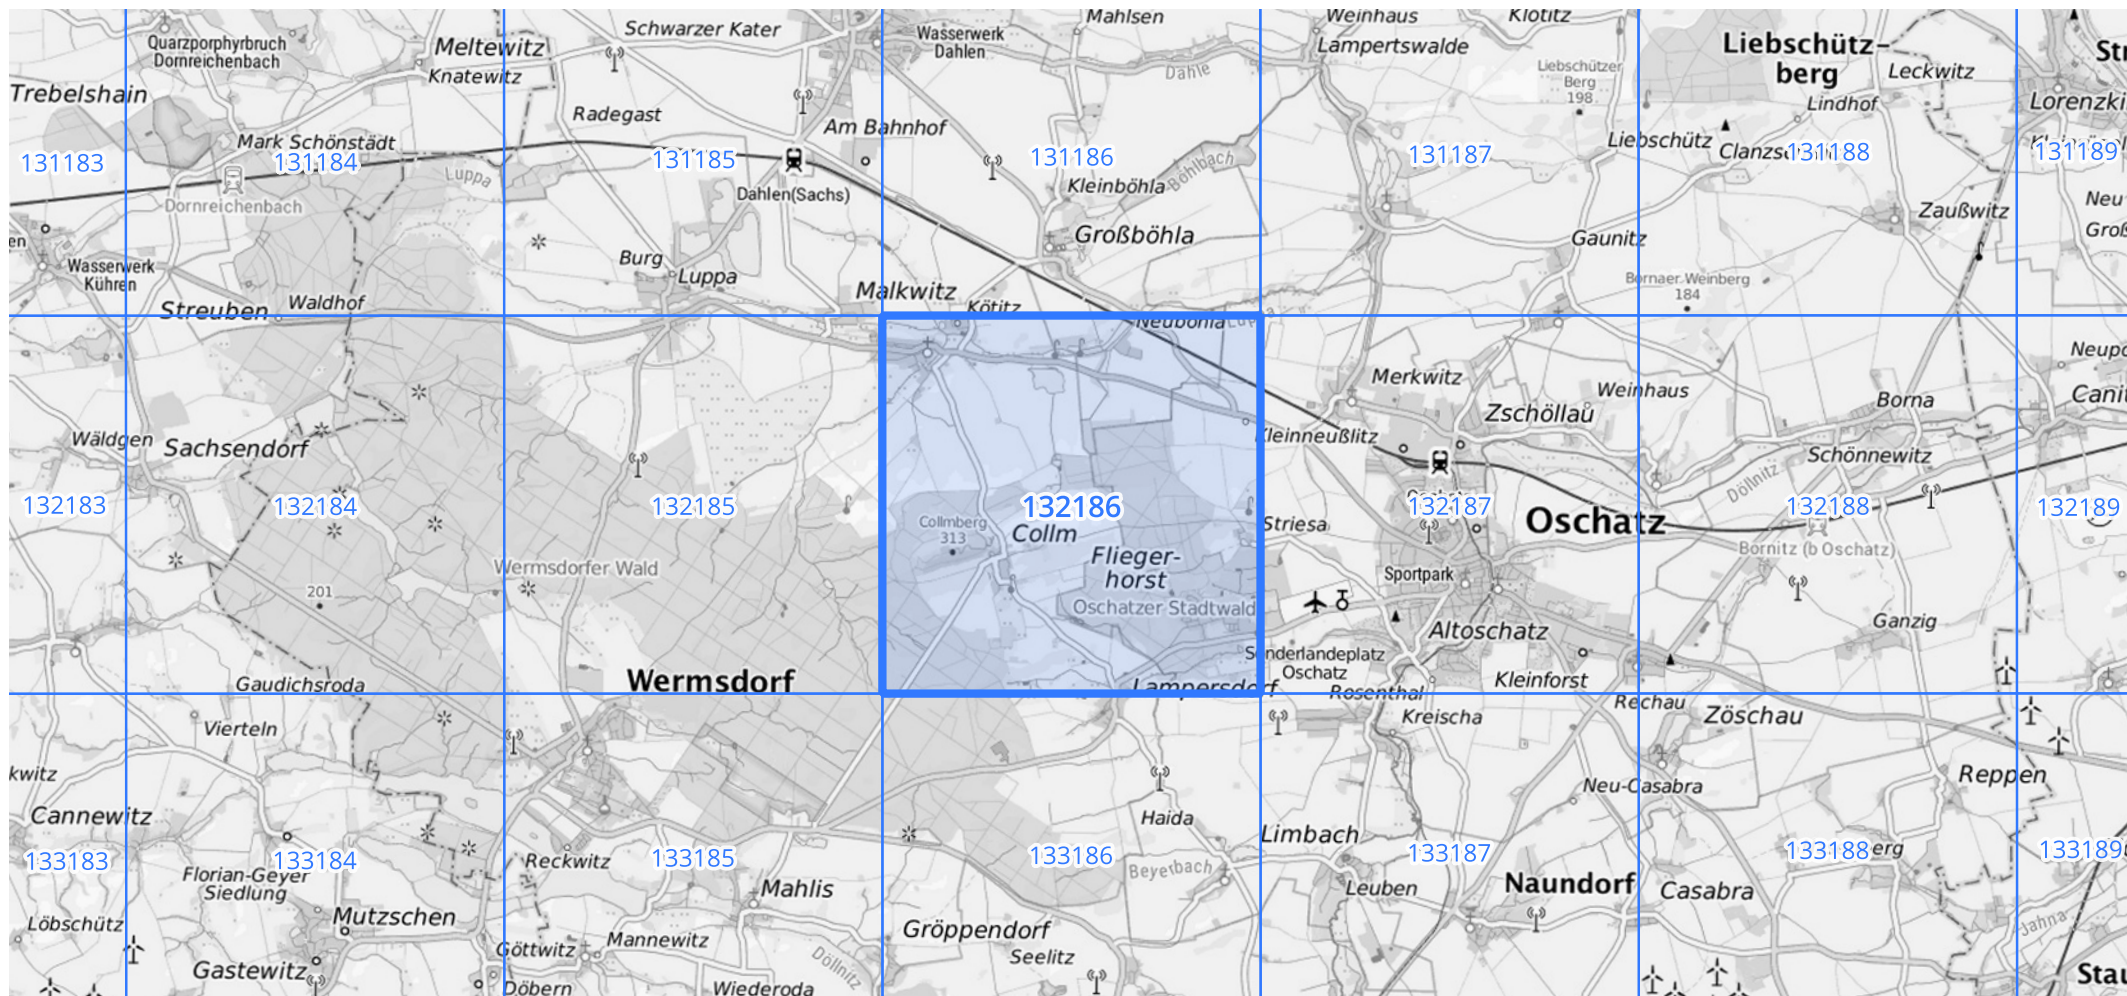 Mahlsen
Weinhaus
Klötitz
Schwarzer Kater
Quarzporphyrbruch
Dornreichenbach
Meltewitz
Knatewitz
Wasserwerk
Dahlen
Dahle
Lampertswalde
Liebschützer
Berg
198
Liebschütz-
berg
Leckwitz
Trebelshain
Radegast
Am Bahnhof
Lindhof
Mark Schönstädt
Liebschütz
131183
131184
131185
131186
131187
131188
131189
Luppa
Dornreichenbach
Dahlen(Sachs)
Kleinböhla
Böhlbach
Zaußwitz
Neu
Großböhla
Gaunitz
Wasserwerk
Kühren
Burg
Luppa
Bornaer Weinberg
184
Streuben
Waldhof
Malkwitz
Kötitz
Neuböhla
Merkwitz
Weinhaus
Borna
Zschöllau
Wäldgen
Sachsendorf
Kleinneußlitz
Schönnewitz
Döllnitz
132183
132184
132185
132186
132187
132188
132189
Collmberg
313
Collm
Striesa
Oschatz
Bornitz (b Oschatz)
Flieger-
horst
Wermsdorfer Wald
201
Sportpark
Oschatzer Stadtwald
Altoschatz
Ganzig
Sonderlandeplatz
Oschatz
Wermsdorf
Gaudichsroda
Lampersdorf
Rosenthal
Kleinforst
Rechau
Vierteln
Kreischa
Zöschau
kwitz
Neu-Casabra
Reppen
Cannewitz
Haida
Limbach
133183
133184
133185
133186
133187
133188
133189
erg
Reckwitz
Beyerbach
Florian-Geyer
Siedlung
Mahlis
Leuben
Naundorf
Casabra
Löbschütz
Mutzschen
Gröppendorf
Jahna
Göttwitz
Mannewitz
Döllnitz
Seelitz
Gastewitz
Döbern
Wiederoda